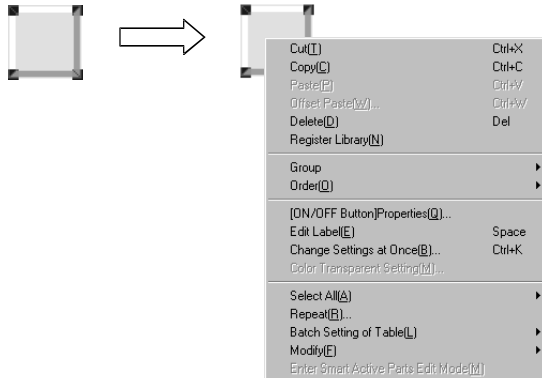 Cut(T) Ctrl+X
Copy(C) Ctrl+C
Paste(P) Ctrl+V
Offset Paste(W)... Ctrl+W
Delete(D) Del
Register Library(N)
Group
Order(O)
[ON/OFF Button]Properties(Q)...
Edit Label(E) Space
Change Settings at Once(B)... Ctrl+K
Color Transparent Setting(M)...
Select All(A)
Repeat(R)...
Batch Setting of Table(L)
Modify(F)
Enter Smart Active Parts Edit Mode(M)